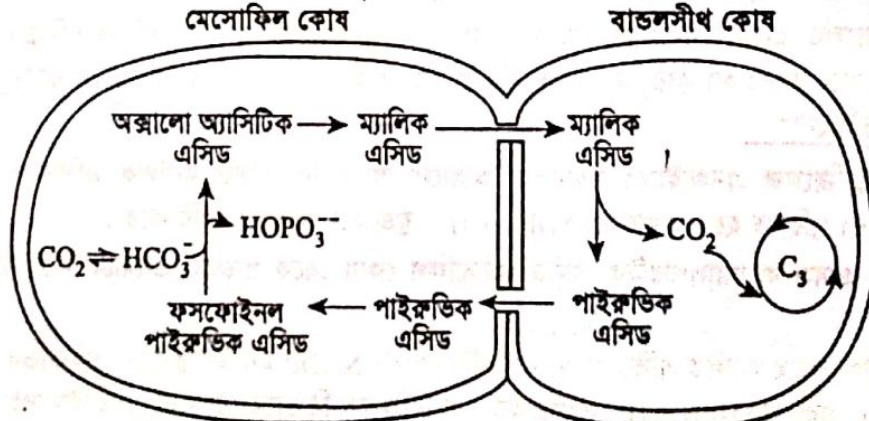 মেসোফিল কোষ
বান্ডলসীথ কোষ
অক্সালো অ্যাসিটিক
এসিড
ম্যালিক
এসিড
ম্যালিক
এসিড
CO₂ ⇌ HCO₃⁻
HOPO₃⁻⁻
CO₂
C₃
ফসফোইনল
পাইরুভিক এসিড
পাইরুভিক
এসিড
পাইরুভিক
এসিড